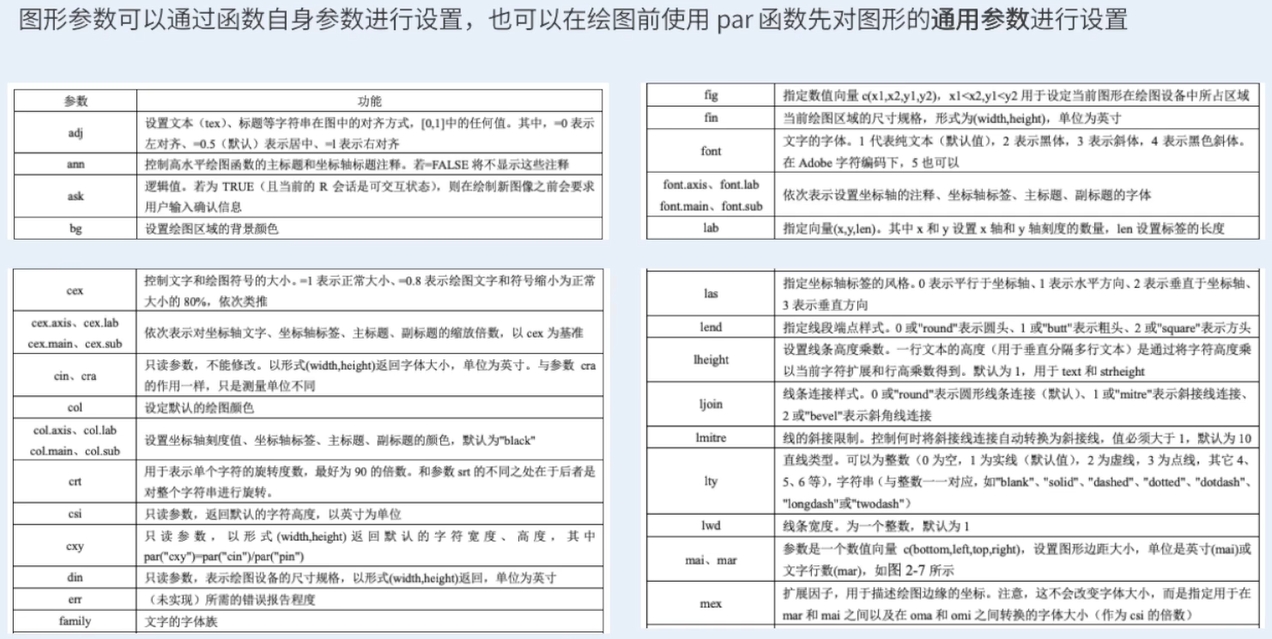 图形参数可以通过函数自身参数进行设置，也可以在绘图前使用 par 函数先对图形的通用参数进行设置
参数 功能
adj 设置文本（tex）、标题等字符串在图中的对齐方式，[0,1]中的任何值。其中，=0 表示
左对齐、=0.5（默认）表示居中、=l 表示右对齐
ann 控制高水平绘图函数的主标题和坐标轴标题注释。若=FALSE 将不显示这些注释
ask 逻辑值。若为 TRUE（且当前的 R 会话是可交互状态），则在绘制新图像之前会要求
用户输入确认信息
bg 设置绘图区域的背景颜色
cex 控制文字和绘图符号的大小。=1 表示正常大小、=0.8 表示绘图文字和符号缩小为正常
大小的 80%，依次类推
cex.axis、cex.lab
cex.main、cex.sub
依次表示对坐标轴文字、坐标轴标签、主标题、副标题的缩放倍数，以 cex 为基准
cin、cra 只读参数，不能修改。以形式(width,height)返回字体大小，单位为英寸。与参数 cra
的作用一样，只是测量单位不同
col 设定默认的绘图颜色
col.axis、col.lab
col.main、col.sub
设置坐标轴刻度值、坐标轴标签、主标题、副标题的颜色，默认为"black"
crt 用于表示单个字符的旋转度数，最好为 90 的倍数。和参数 srt 的不同之处在于后者是
对整个字符串进行旋转。
csi 只读参数，返回默认的字符高度，以英寸为单位
cxy 只读参数，以形式(width,height)返回默认的字符宽度、高度，其中
par("cxy")=par("cin")/par("pin")
din 只读参数，表示绘图设备的尺寸规格，以形式(width,height)返回，单位为英寸
err （未实现）所需的错误报告程度
family 文字的字体族
fig 指定数值向量 c(x1,x2,y1,y2)，x1<x2,y1<y2 用于设定当前图形在绘图设备中所占区域
fin 当前绘图区域的尺寸规格，形式为(width,height)，单位为英寸
font 文字的字体。1 代表纯文本（默认值），2 表示黑体，3 表示斜体，4 表示黑色斜体。
在 Adobe 字符编码下，5 也可以
font.axis、font.lab
font.main、font.sub
依次表示设置坐标轴的注释、坐标轴标签、主标题、副标题的字体
lab 指定向量(x,y,len)。其中 x 和 y 设置 x 轴和 y 轴刻度的数量，len 设置标签的长度
las 指定坐标轴标签的风格。0 表示平行于坐标轴、1 表示水平方向、2 表示垂直于坐标轴、
3 表示垂直方向
lend 指定线段端点样式。0 或"round"表示圆头、1 或"butt"表示粗头、2 或"square"表示方头
lheight 设置线条高度乘数。一行文本的高度（用于垂直分隔多行文本）是通过将字符高度乘
以当前字符扩展和行高乘数得到。默认为 1，用于 text 和 strheight
ljoin 线条连接样式。0 或"round"表示圆形线条连接（默认）、1 或"mitre"表示斜接线连接、
2 或"bevel"表示斜角线连接
lmitre 线的斜接限制。控制何时将斜接线连接自动转换为斜接线，值必须大于 1，默认为 10
lty 直线类型。可以为整数（0 为空，1 为实线（默认值），2 为虚线，3 为点线，其它 4、
5、6 等），字符串（与整数一一对应，如"blank"、"solid"、"dashed"、"dotted"、"dotdash"、
"longdash"或"twodash"）
lwd 线条宽度。为一个整数，默认为 1
mai、mar 参数是一个数值向量 c(bottom,left,top,right)，设置图形边距大小，单位是英寸(mai)或
文字行数(mar)，如图 2-7 所示
mex 扩展因子，用于描述绘图边缘的坐标。注意，这不会改变字体大小，而是指定用于在
mar 和 mai 之间以及在 oma 和 omi 之间转换的字体大小（作为 csi 的倍数）